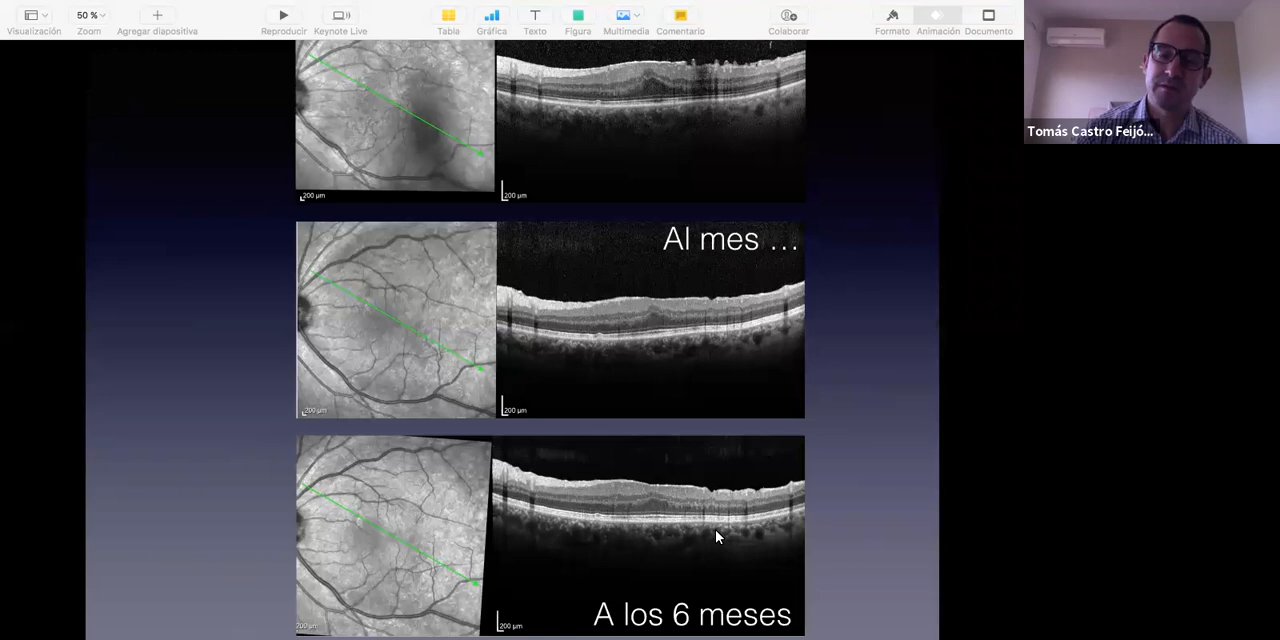 Visualización
50 %
Zoom
Agregar diapositiva
Reproducir
Keynote Live
Tabla
Gráfica
Texto
Figura
Multimedia
Comentario
Colaborar
Formato
Animación
Documento
Tomás Castro Feijó...
200 µm
200 µm
Al mes ...
200 µm
200 µm
200 µm
200 µm
A los 6 meses